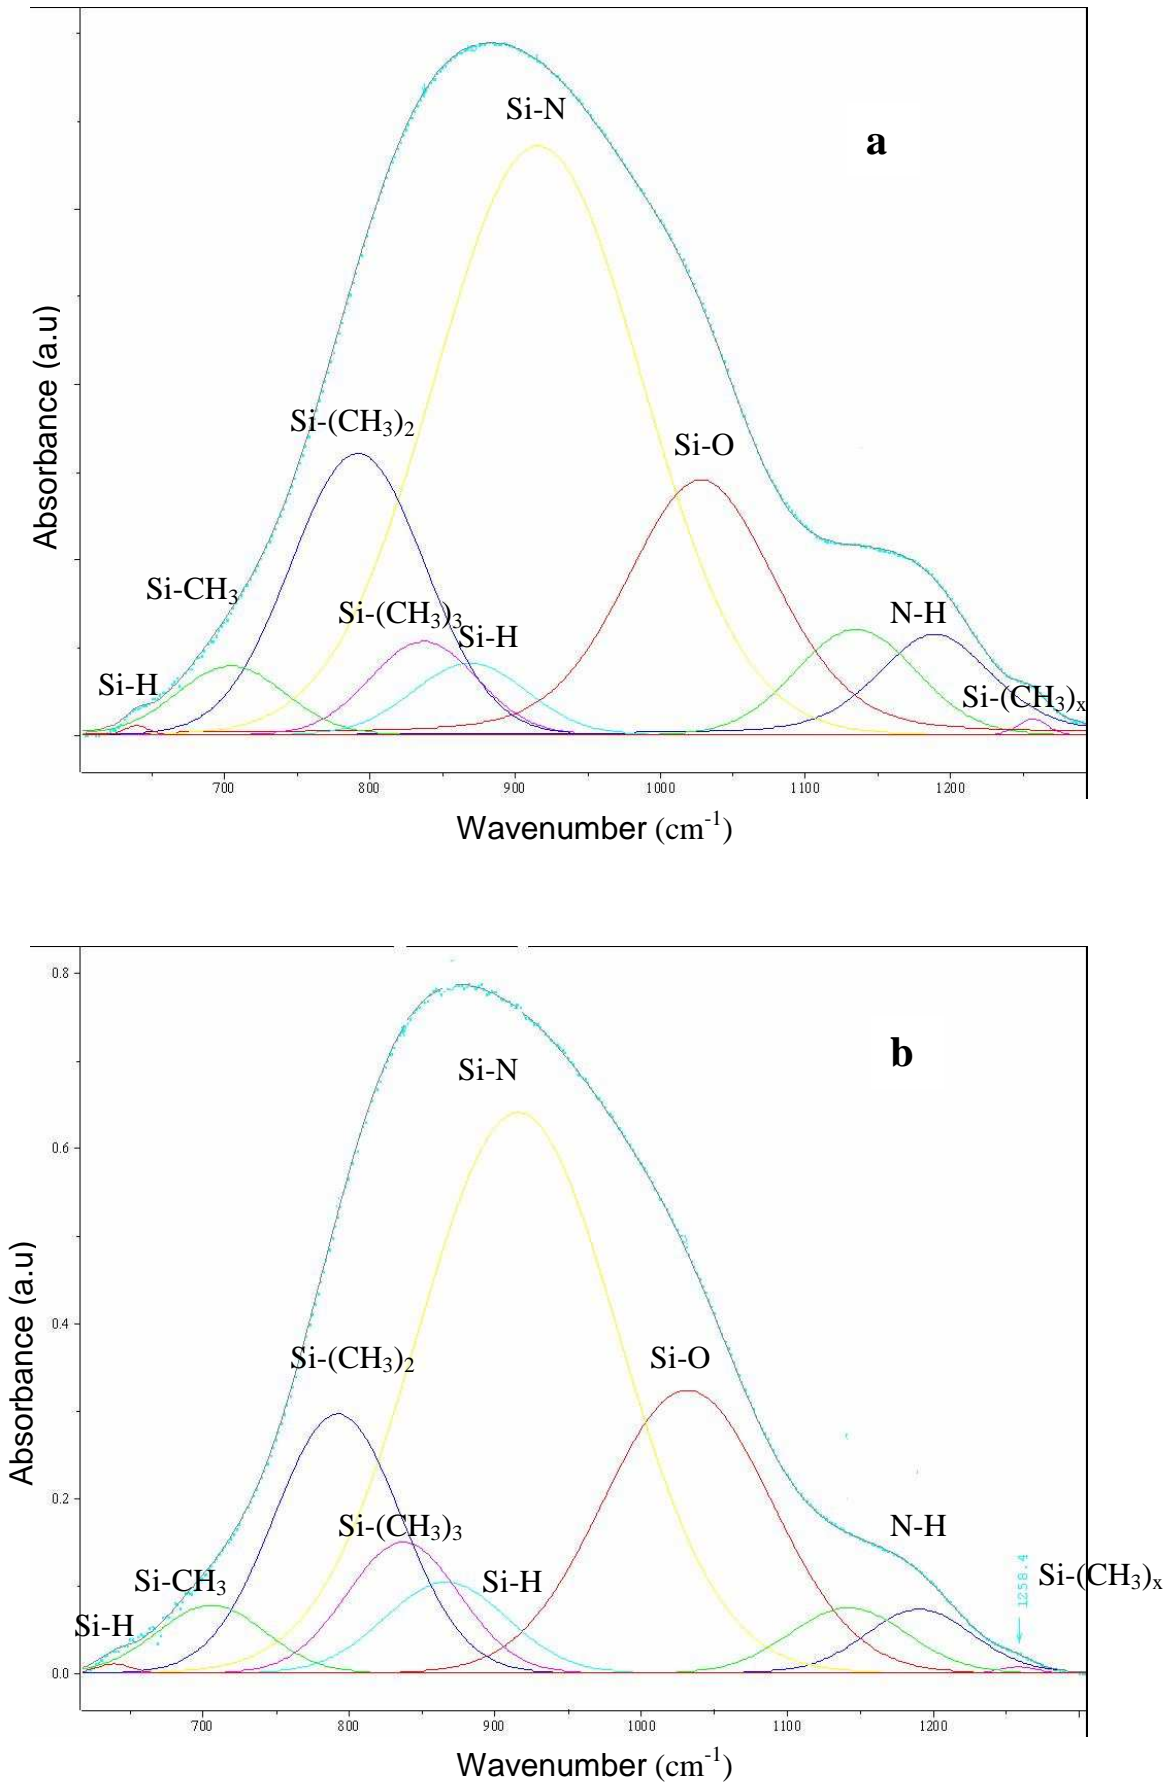 Si-N
a
Si-(CH₃)₂
Si-O
Si-CH₃
Si-(CH₃)₃
Si-H
N-H
Si-H
Si-(CH₃)ₓ
Absorbance (a.u)
700 800 900 1000 1100 1200
Wavenumber (cm⁻¹)
0.8
b
Si-N
0.6
0.4
Si-(CH₃)₂
Si-O
0.2
Si-(CH₃)₃
N-H
Si-CH₃
Si-H
1258.4
Si-(CH₃)ₓ
Si-H
0.0
Absorbance (a.u)
700 800 900 1000 1100 1200
Wavenumber (cm⁻¹)